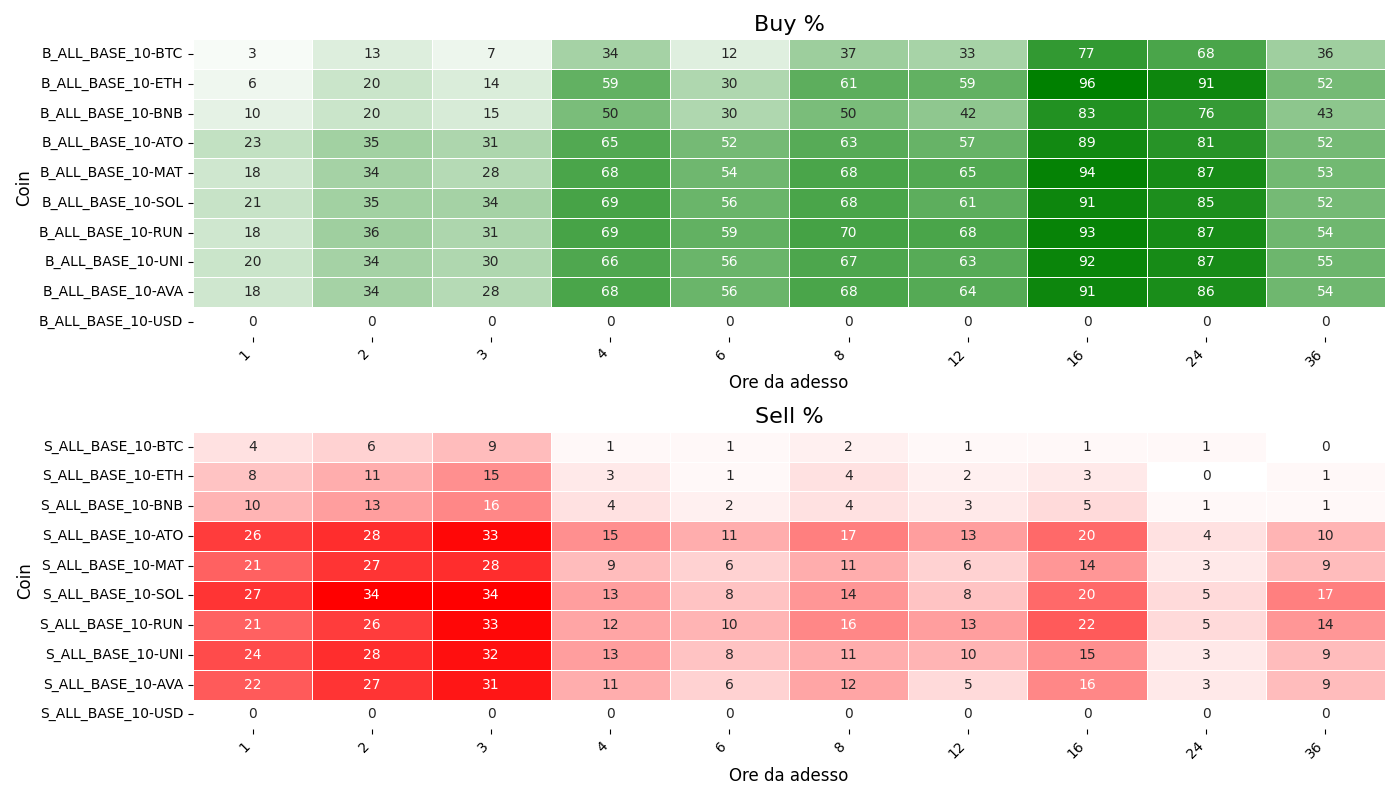 Buy %
Coin
B_ALL_BASE_10-BTC 3 13 7 34 12 37 33 77 68 36
B_ALL_BASE_10-ETH 6 20 14 59 30 61 59 96 91 52
B_ALL_BASE_10-BNB 10 20 15 50 30 50 42 83 76 43
B_ALL_BASE_10-ATO 23 35 31 65 52 63 57 89 81 52
B_ALL_BASE_10-MAT 18 34 28 68 54 68 65 94 87 53
B_ALL_BASE_10-SOL 21 35 34 69 56 68 61 91 85 52
B_ALL_BASE_10-RUN 18 36 31 69 59 70 68 93 87 54
B_ALL_BASE_10-UNI 20 34 30 66 56 67 63 92 87 55
B_ALL_BASE_10-AVA 18 34 28 68 56 68 64 91 86 54
B_ALL_BASE_10-USD 0 0 0 0 0 0 0 0 0 0
1 2 3 4 6 8 12 16 24 36
Ore da adesso
Sell %
Coin
S_ALL_BASE_10-BTC 4 6 9 1 1 2 1 1 1 0
S_ALL_BASE_10-ETH 8 11 15 3 1 4 2 3 0 1
S_ALL_BASE_10-BNB 10 13 16 4 2 4 3 5 1 1
S_ALL_BASE_10-ATO 26 28 33 15 11 17 13 20 4 10
S_ALL_BASE_10-MAT 21 27 28 9 6 11 6 14 3 9
S_ALL_BASE_10-SOL 27 34 34 13 8 14 8 20 5 17
S_ALL_BASE_10-RUN 21 26 33 12 10 16 13 22 5 14
S_ALL_BASE_10-UNI 24 28 32 13 8 11 10 15 3 9
S_ALL_BASE_10-AVA 22 27 31 11 6 12 5 16 3 9
S_ALL_BASE_10-USD 0 0 0 0 0 0 0 0 0 0
1 2 3 4 6 8 12 16 24 36
Ore da adesso